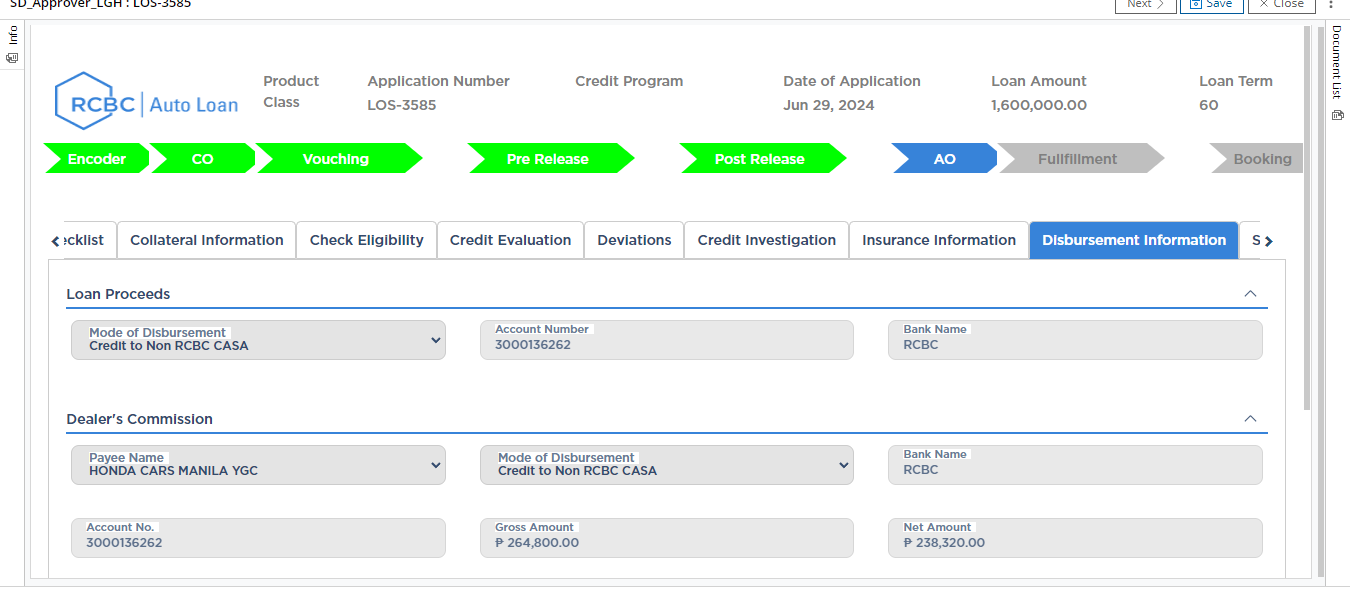 SD_Approver_LGH : LOS-3585
Next
Save
Close
Info
Document List
RCBC | Auto Loan
Product Class
Application Number
LOS-3585
Credit Program
Date of Application
Jun 29, 2024
Loan Amount
1,600,000.00
Loan Term
60
Encoder
CO
Vouching
Pre Release
Post Release
AO
Fullfillment
Booking
cklist
Collateral Information
Check Eligibility
Credit Evaluation
Deviations
Credit Investigation
Insurance Information
Disbursement Information
S
Loan Proceeds
Mode of Disbursement
Credit to Non RCBC CASA
Account Number
3000136262
Bank Name
RCBC
Dealer's Commission
Payee Name
HONDA CARS MANILA YGC
Mode of Disbursement
Credit to Non RCBC CASA
Bank Name
RCBC
Account No.
3000136262
Gross Amount
₱ 264,800.00
Net Amount
₱ 238,320.00